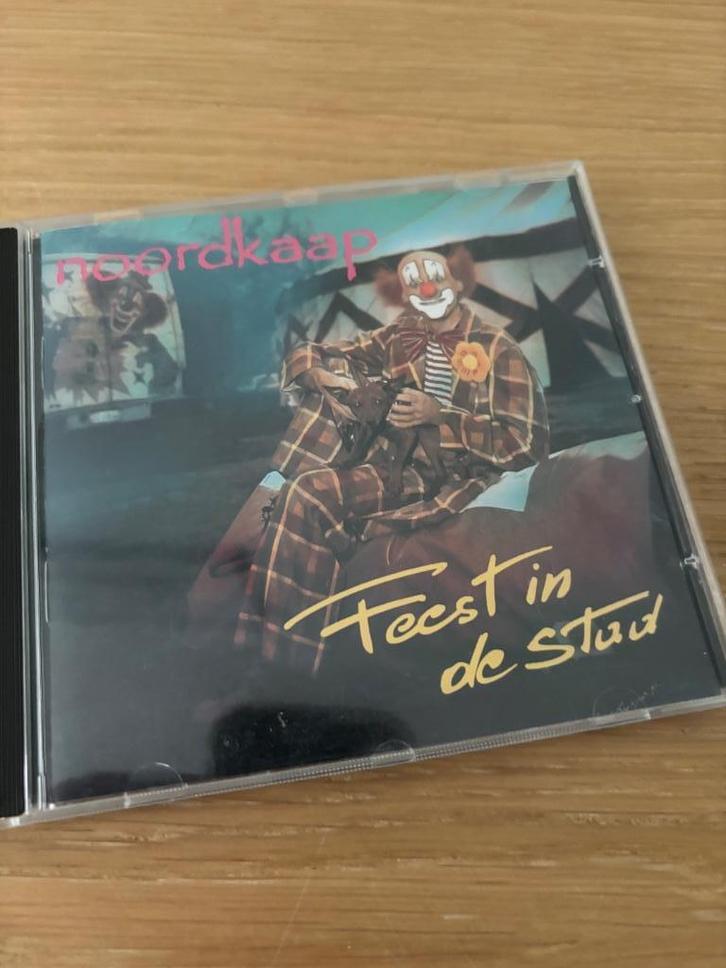 noordkaap
Feest in
de stad